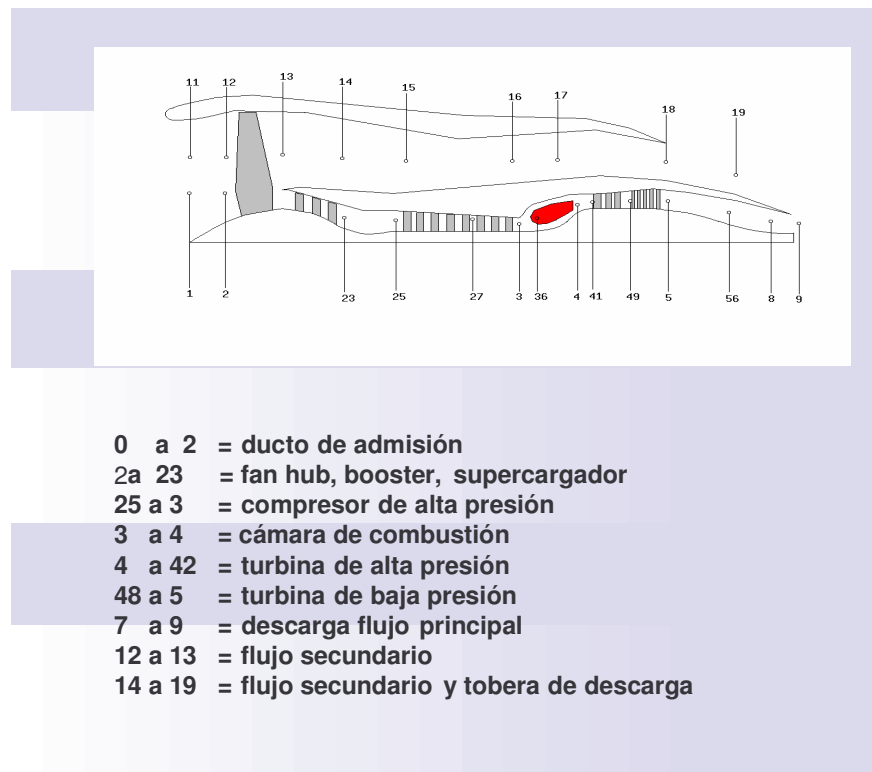 11 12 13 14 15 16 17 18 19
1 2 23 25 27 3 36 4 41 49 5 56 8 9
0 a 2 = ducto de admisión
2a 23 = fan hub, booster, supercargador
25 a 3 = compresor de alta presión
3 a 4 = cámara de combustión
4 a 42 = turbina de alta presión
48 a 5 = turbina de baja presión
7 a 9 = descarga flujo principal
12 a 13 = flujo secundario
14 a 19 = flujo secundario y tobera de descarga